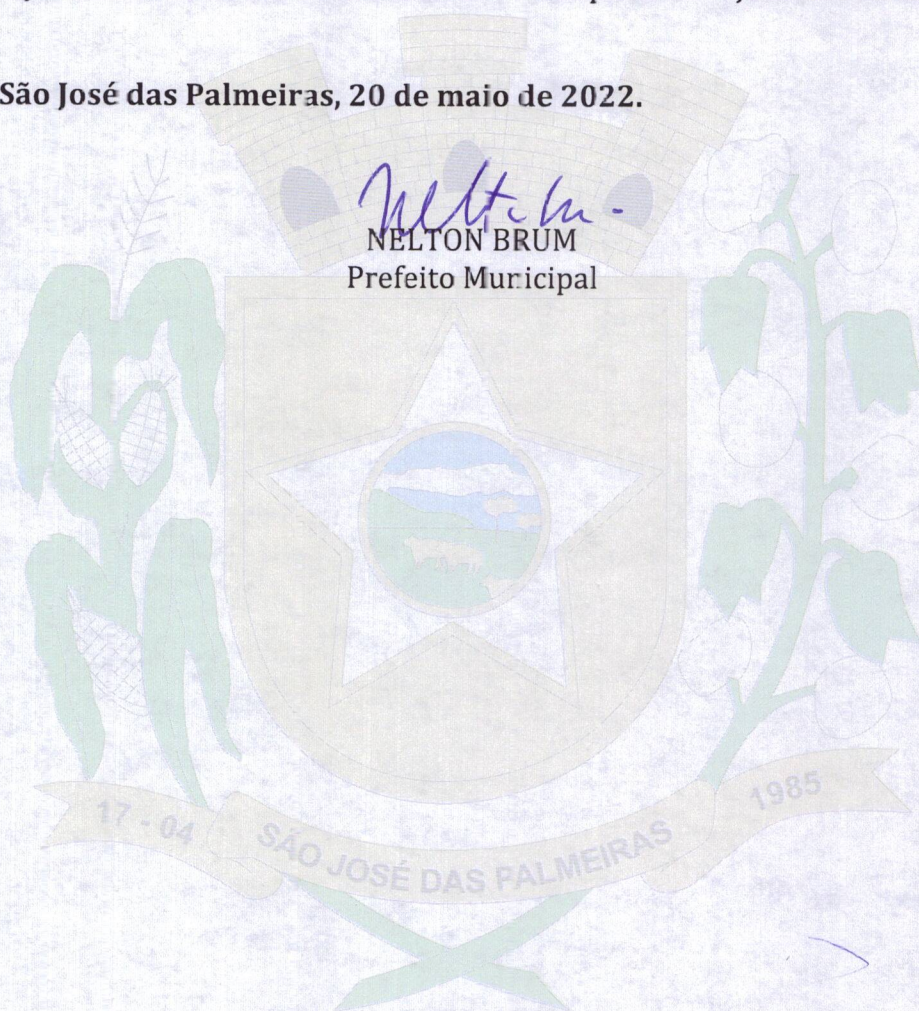 São José das Palmeiras, 20 de maio de 2022.
NELTON BRUM
Prefeito Municipal
17 - 04
SÃO JOSÉ DAS PALMEIRAS
1985